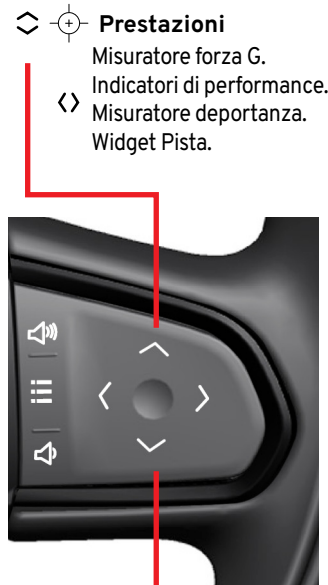 Prestazioni
Misuratore forza G.
Indicatori di performance.
Misuratore deportanza.
Widget Pista.